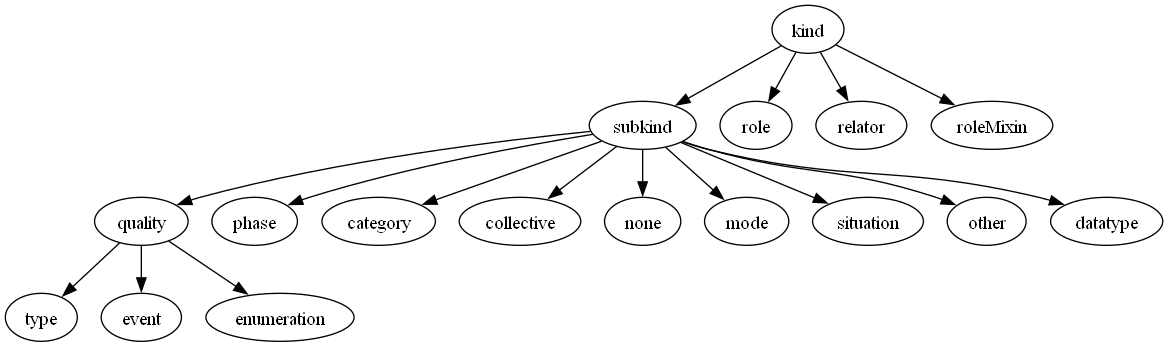 kind
subkind
role
relator
roleMixin
quality
phase
category
collective
none
mode
situation
other
datatype
type
event
enumeration